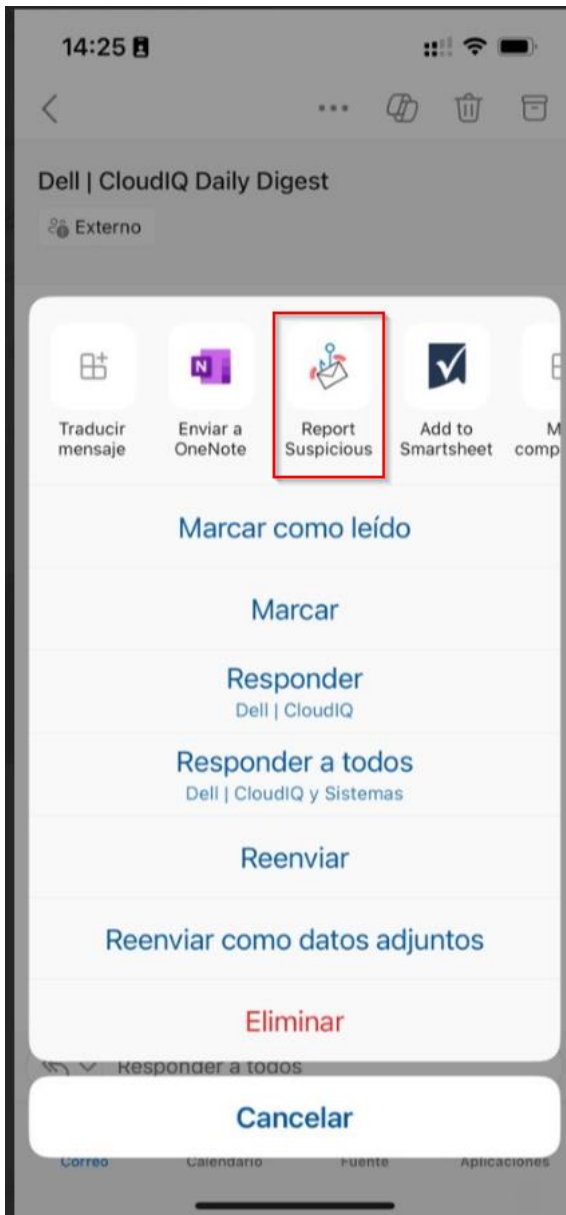 14:25
Dell | CloudIQ Daily Digest
Externo
N
Traducir mensaje
Enviar a OneNote
Report Suspicious
Add to Smartsheet
M
comp
Marcar como leído
Marcar
Responder
Dell | CloudIQ
Responder a todos
Dell | CloudIQ y Sistemas
Reenviar
Reenviar como datos adjuntos
Eliminar
Responder a todos
Cancelar
Correo
Calendario
Fuente
Aplicaciones